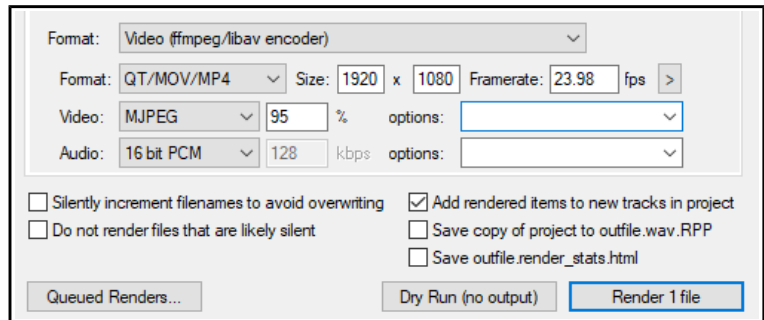 Format: Video (ffmpeg/libav encoder)
Format: QT/MOV/MP4 Size: 1920 x 1080 Framerate: 23.98 fps >
Video: MJPEG 95 % options:
Audio: 16 bit PCM 128 kbps options:
Silently increment filenames to avoid overwriting Add rendered items to new tracks in project
Do not render files that are likely silent Save copy of project to outfile.wav.RPP
Save outfile.render_stats.html
Queued Renders... Dry Run (no output) Render 1 file